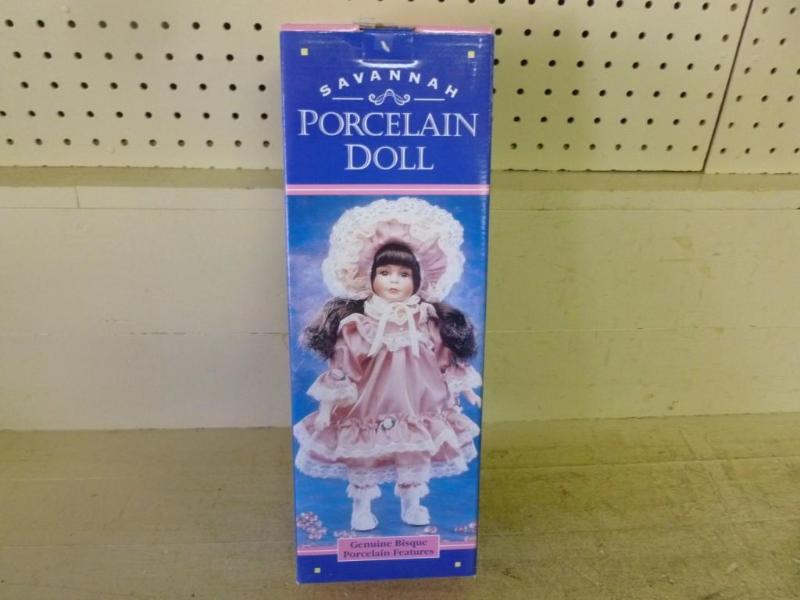 SAVANNAH
PORCELAIN
DOLL
Genuine Bisque
Porcelain Features